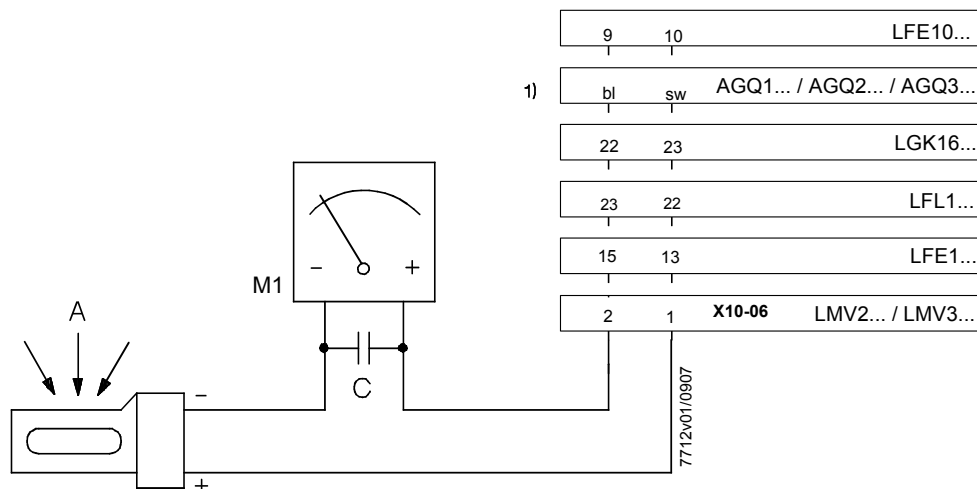 9 10 LFE10...
1) bl sw AGQ1... / AGQ2... / AGQ3...
22 23 LGK16...
23 22 LFL1...
15 13 LFE1...
2 1 X10-06 LMV2... / LMV3...
- +
M1
A
C
-
+
7712v01/0907